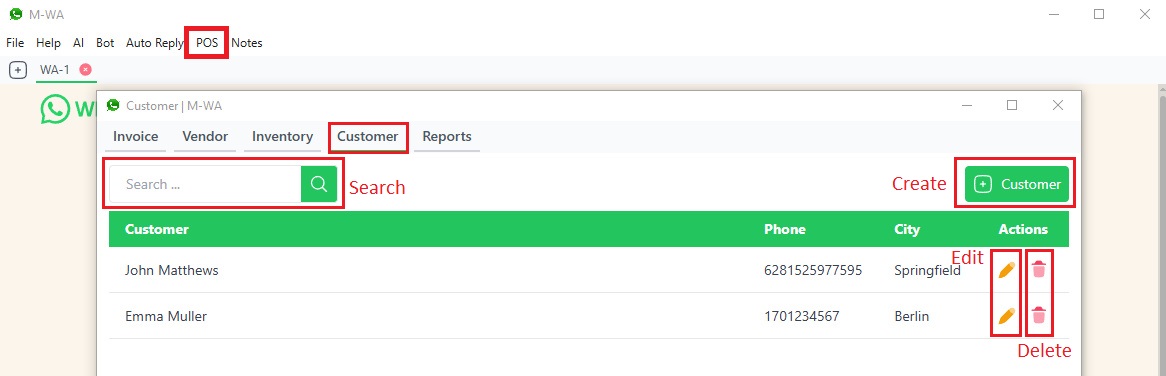 M-WA
File Help AI Bot Auto Reply POS Notes
WA-1
Customer | M-WA
Invoice Vendor Inventory Customer Reports
Search ... Search Create Customer
Customer Phone City Actions
Edit
John Matthews 6281525977595 Springfield
Emma Muller 1701234567 Berlin
Delete